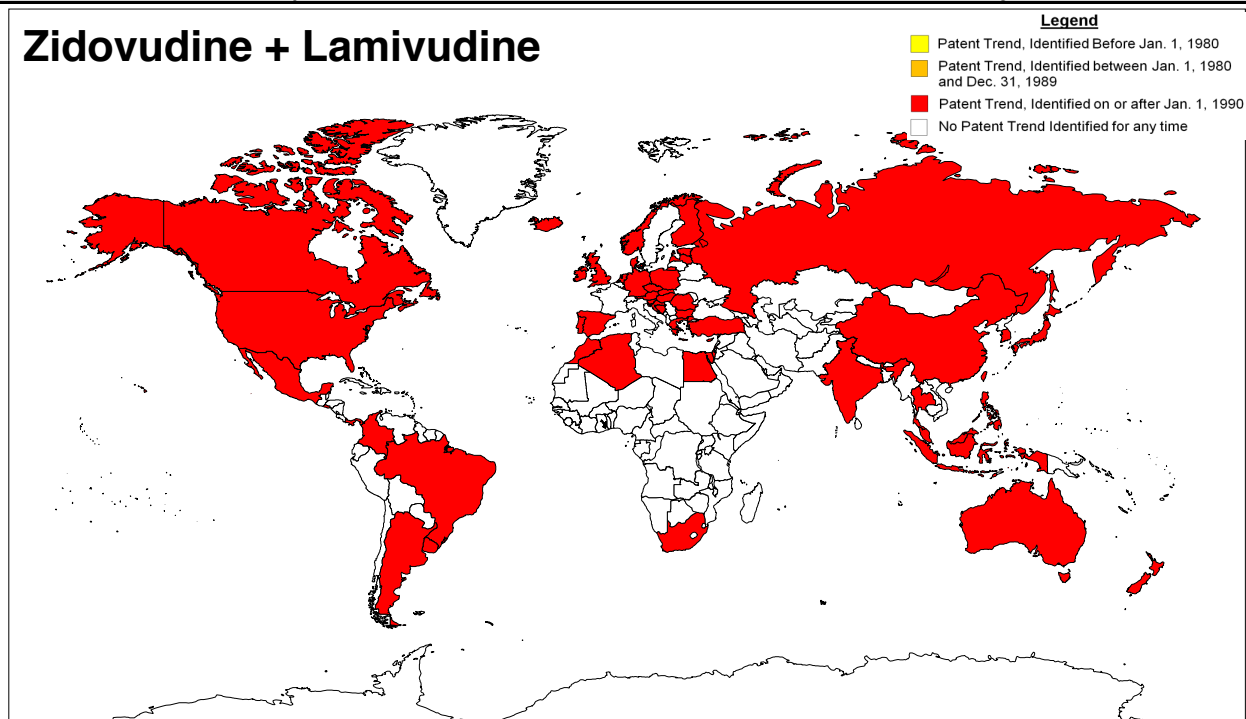 Zidovudine + Lamivudine
Legend
Patent Trend, Identified Before Jan. 1, 1980
Patent Trend, Identified between Jan. 1, 1980
and Dec. 31, 1989
Patent Trend, Identified on or after Jan. 1, 1990
No Patent Trend Identified for any time